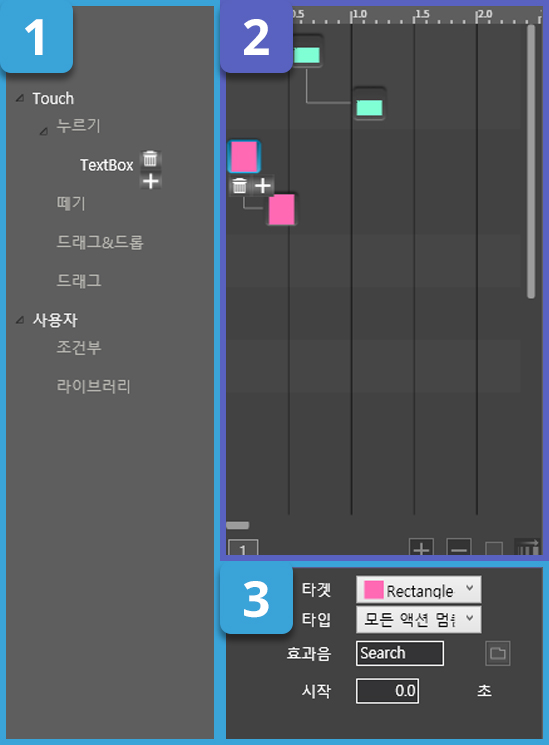 1
Touch
누르기
TextBox
떼기
드래그&드롭
드래그
사용자
조건부
라이브러리
2
0.5 1.0 1.5 2.0
1
3
타겟 Rectangle
타입 모든 액션 멈춤
효과음 Search
시작 0.0 초